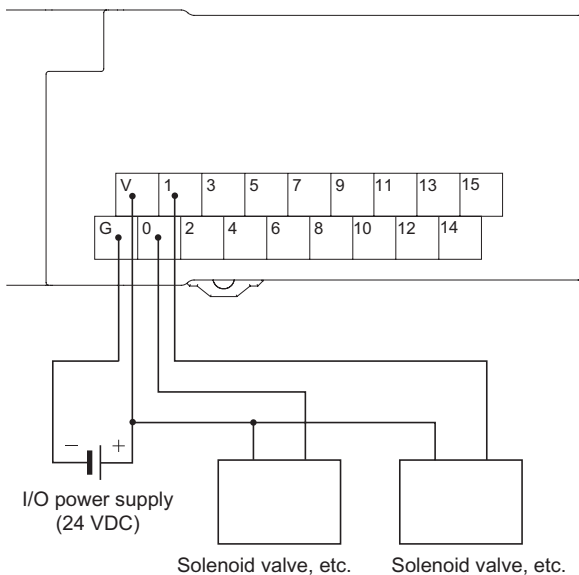 V 1 3 5 7 9 11 13 15
G 0 2 4 6 8 10 12 14
− +
I/O power supply
(24 VDC)
Solenoid valve, etc. Solenoid valve, etc.